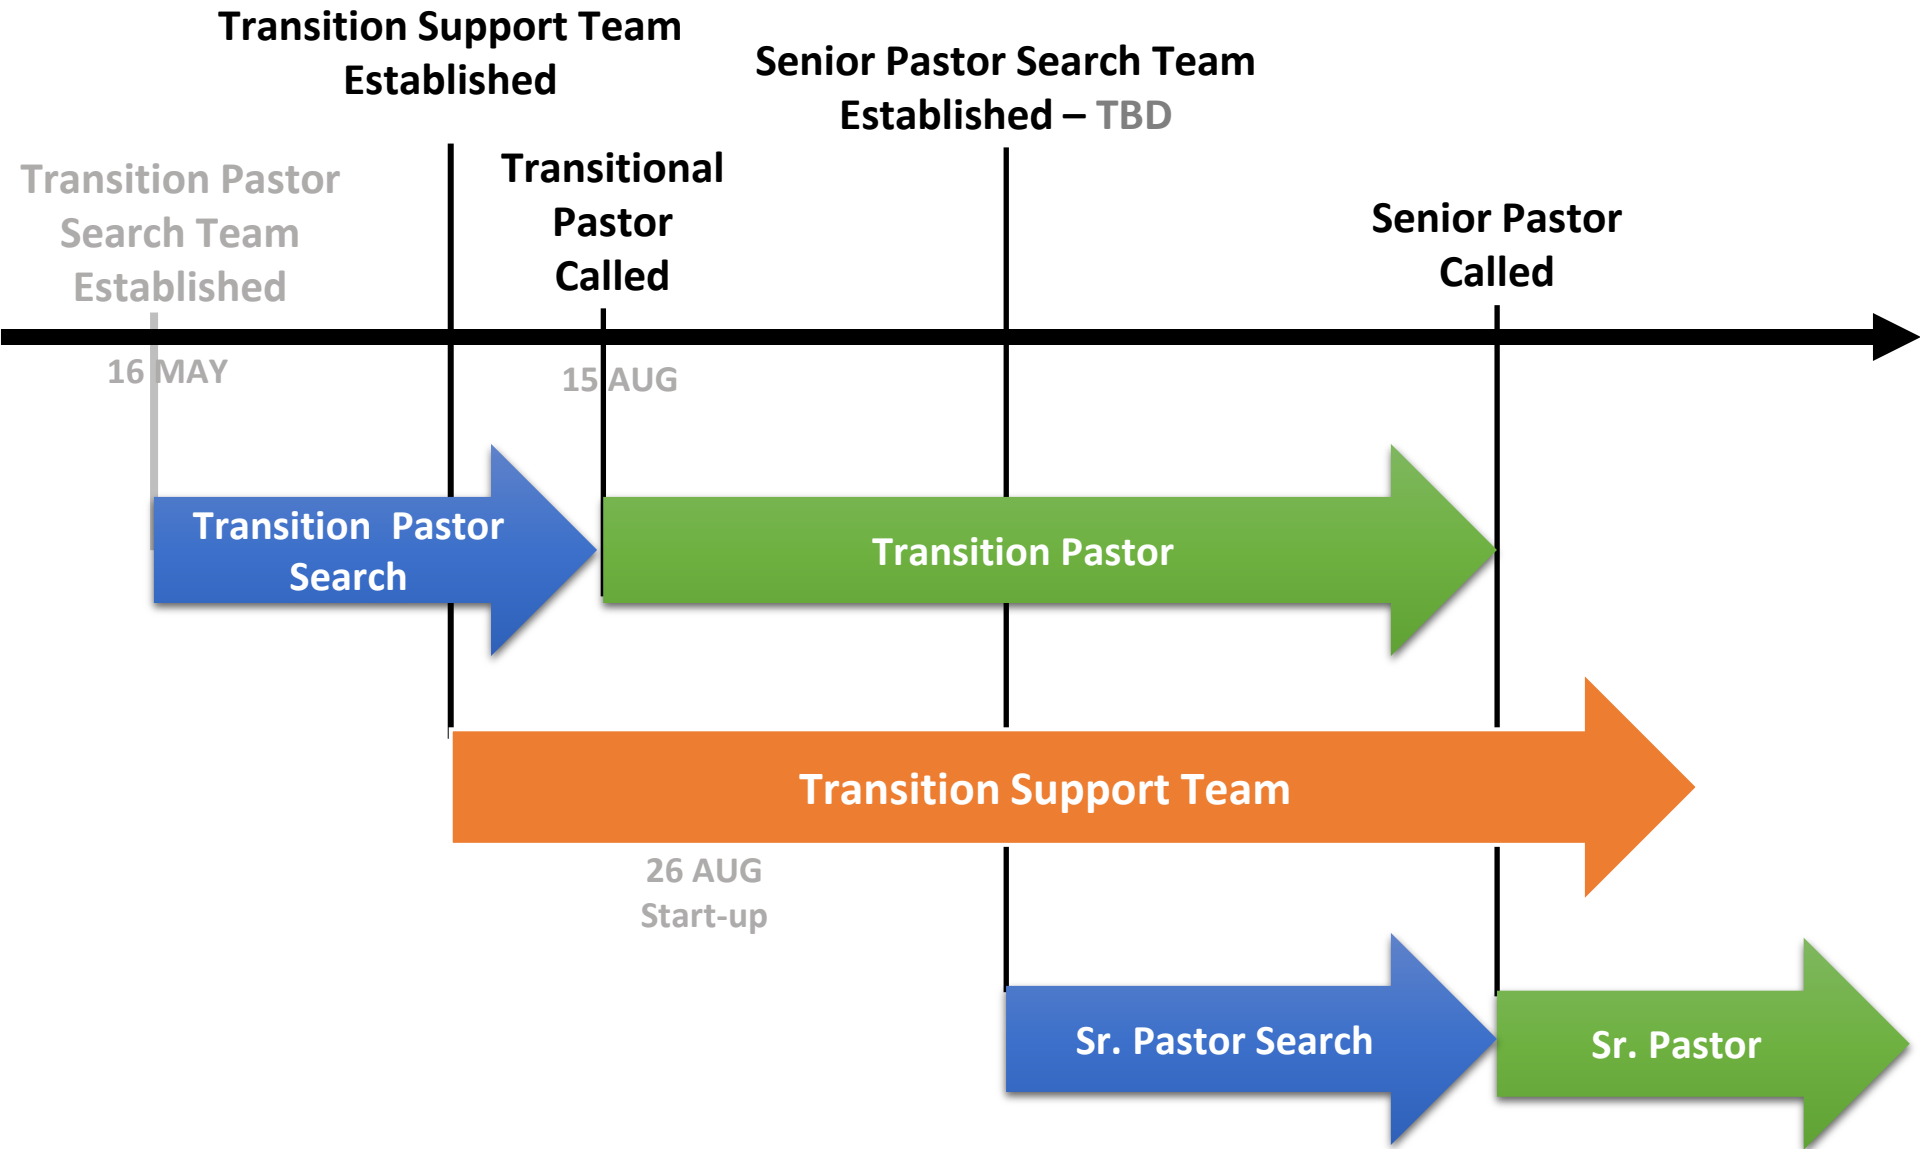 Transition Support Team
Established
Senior Pastor Search Team
Established – TBD
Transition Pastor
Search Team
Established
Transitional
Pastor
Called
Senior Pastor
Called
16 MAY
15 AUG
Transition  Pastor
Search
Transition Pastor
Transition Support Team
26 AUG
Start-up
Sr. Pastor Search
Sr. Pastor